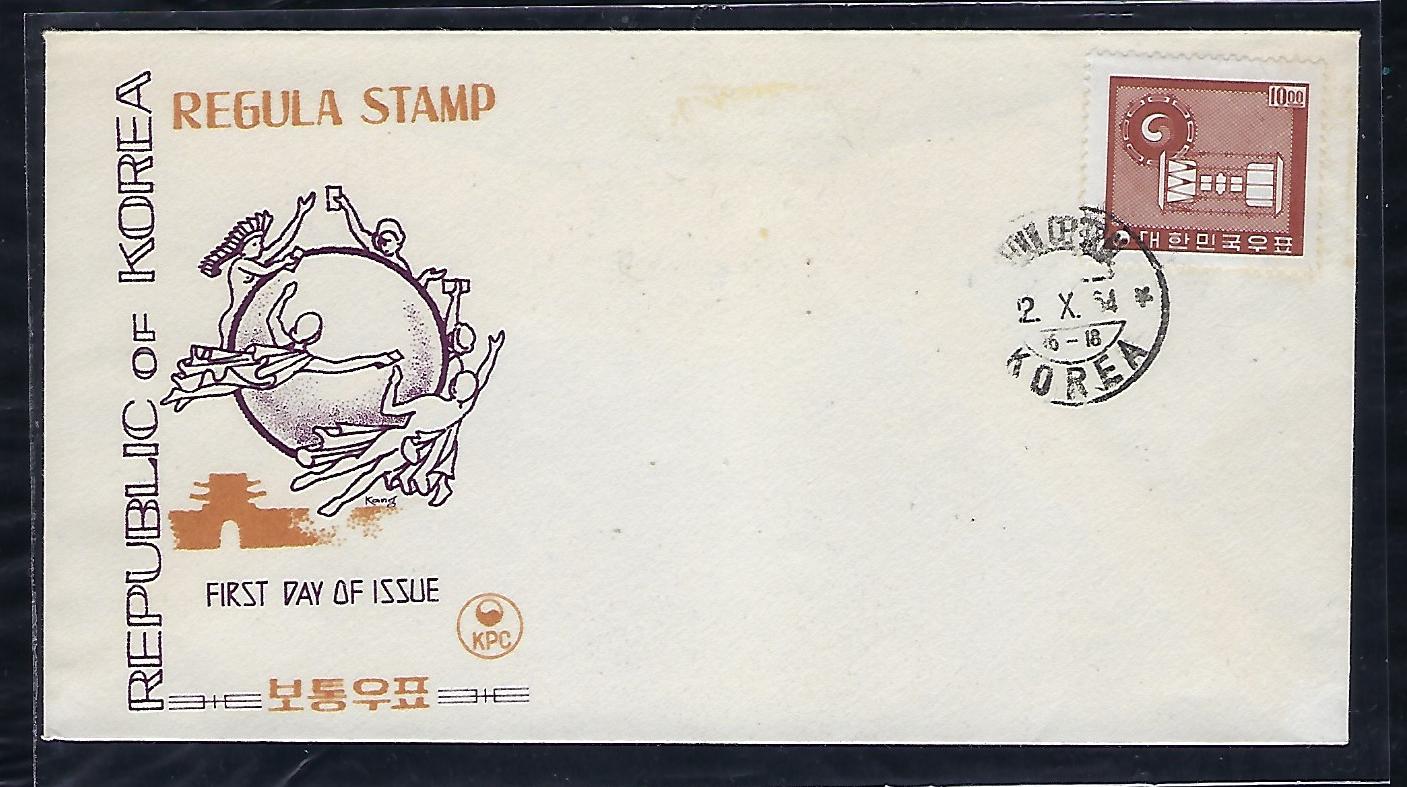 REPUBLIC OF KOREA
REGULA STAMP
10.00
대한민국우표
2. X. 64
16-18
KOREA
Kang
FIRST DAY OF ISSUE
KPC
보통우표